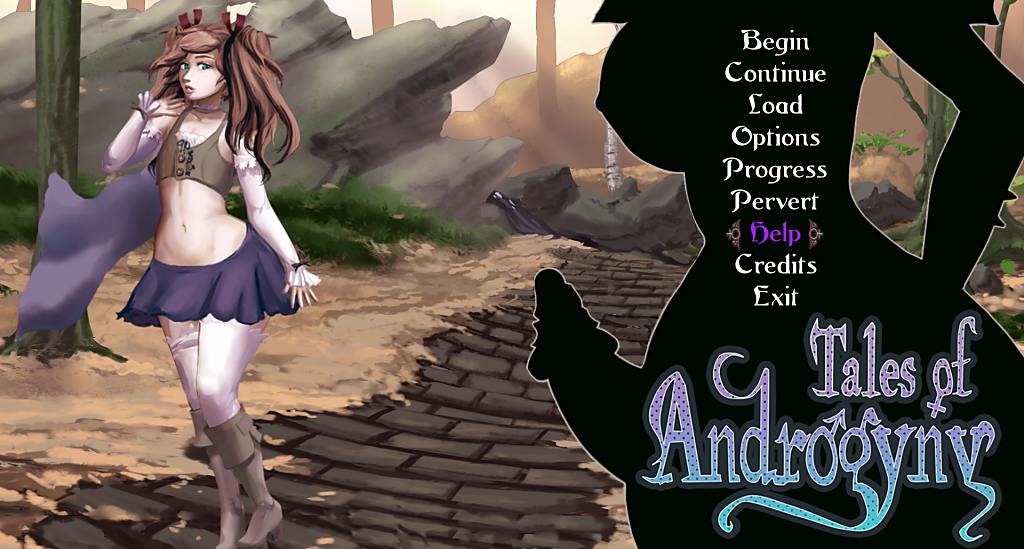 Begin
Continue
Load
Options
Progress
Pervert
Help
Credits
Exit
Tales of
Androgyny